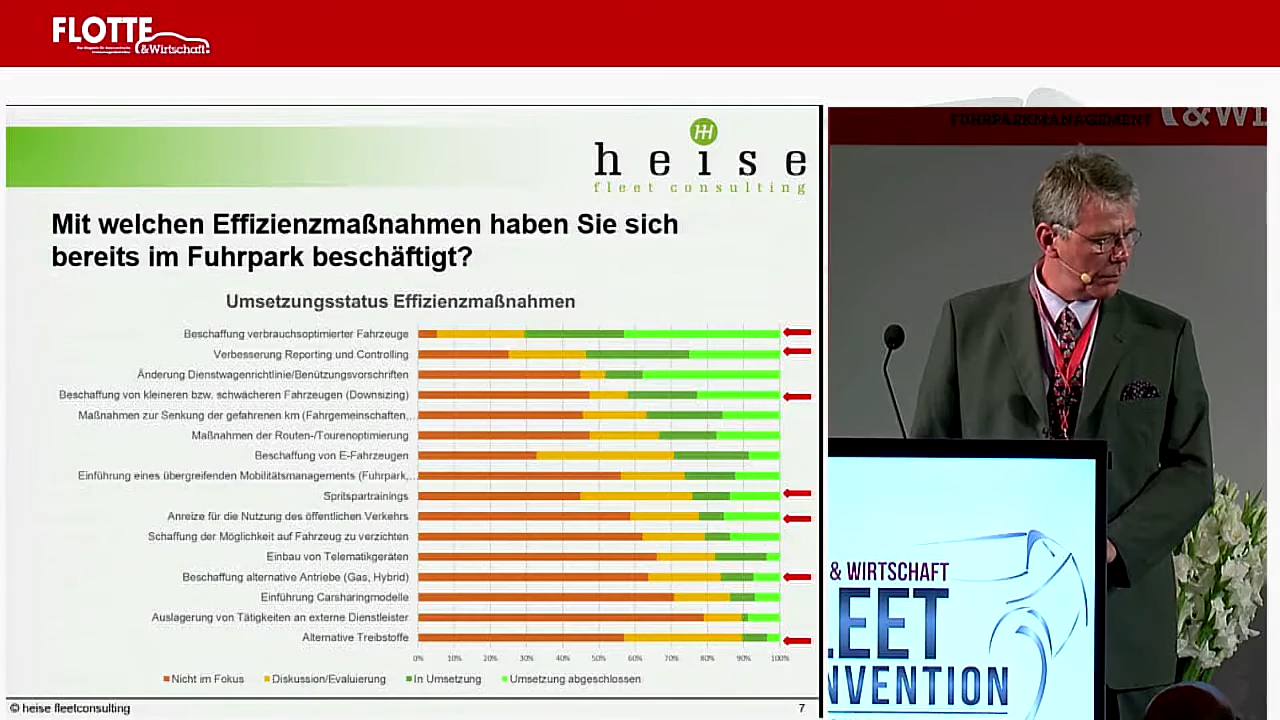 FLOTTE
&Wirtschaft
heise
fleet consulting
Mit welchen Effizienzmaßnahmen haben Sie sich
bereits im Fuhrpark beschäftigt?
Umsetzungsstatus Effizienzmaßnahmen
Beschaffung verbrauchsoptimierter Fahrzeuge
Verbesserung Reporting und Controlling
Änderung Dienstwagenrichtlinie/Benützungsvorschriften
Beschaffung von kleineren bzw. schwächeren Fahrzeugen (Downsizing)
Maßnahmen zur Senkung der gefahrenen km (Fahrgemeinschaften,...
Maßnahmen der Routen-/Tourenoptimierung
Beschaffung von E-Fahrzeugen
Einführung eines übergreifenden Mobilitätsmanagements (Fuhrpark,...
Spritspartrainings
Anreize für die Nutzung des öffentlichen Verkehrs
Schaffung der Möglichkeit auf Fahrzeug zu verzichten
Einbau von Telematikgeräten
Beschaffung alternative Antriebe (Gas, Hybrid)
Einführung Carsharingmodelle
Auslagerung von Tätigkeiten an externe Dienstleister
Alternative Treibstoffe
0% 10% 20% 30% 40% 50% 60% 70% 80% 90% 100%
Nicht im Fokus Diskussion/Evaluierung In Umsetzung Umsetzung abgeschlossen
© heise fleetconsulting 7
FUHRPARKMANAGEMENT
&WI
& WIRTSCHAFT
LEET
NVENTION